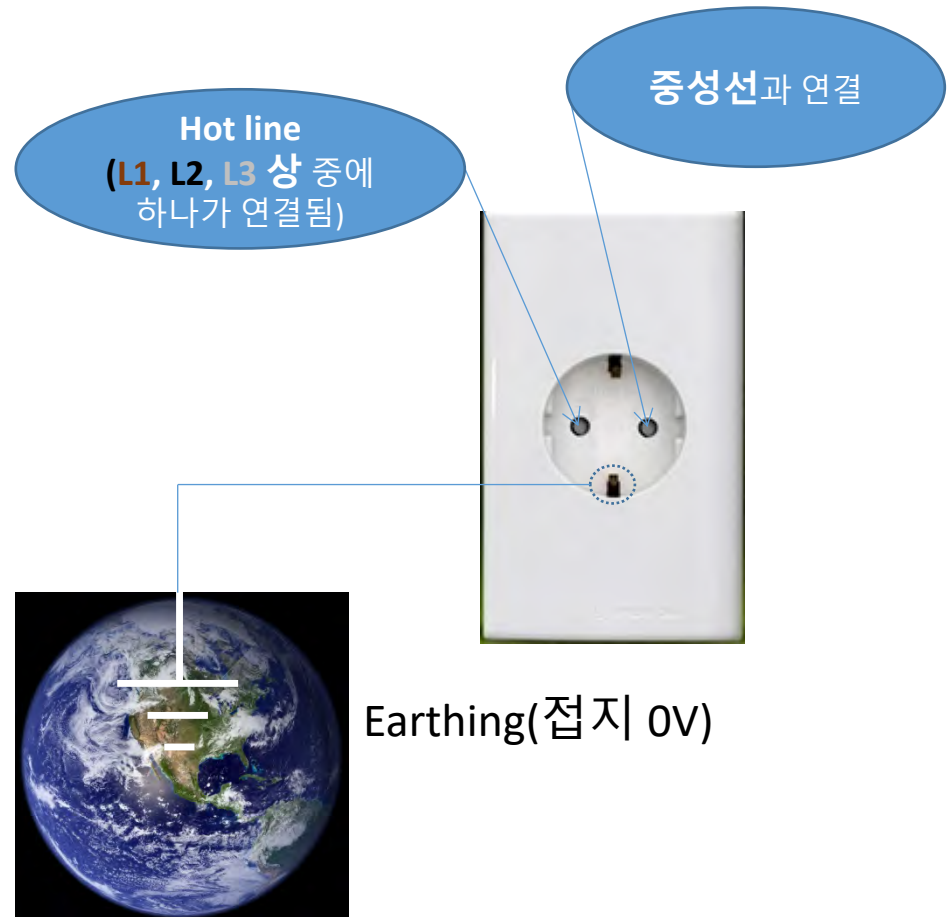 Hot line
(L1, L2, L3 상 중에
하나가 연결됨)
중성선과 연결
Earthing(접지 0V)